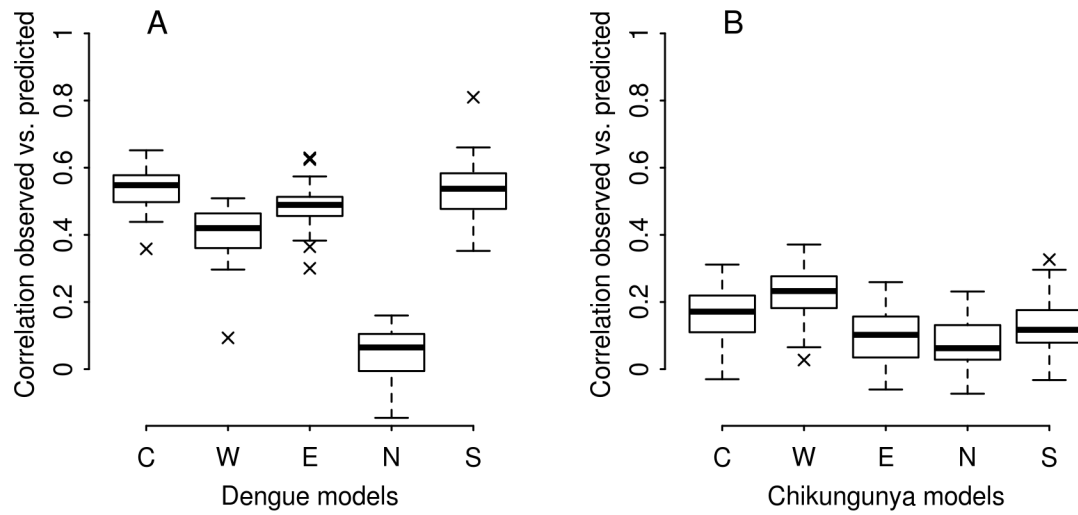 A
Correlation observed vs. predicted
1
0.8
0.6
0.4
0.2
0
C W E N S
Dengue models
B
Correlation observed vs. predicted
1
0.8
0.6
0.4
0.2
0
C W E N S
Chikungunya models